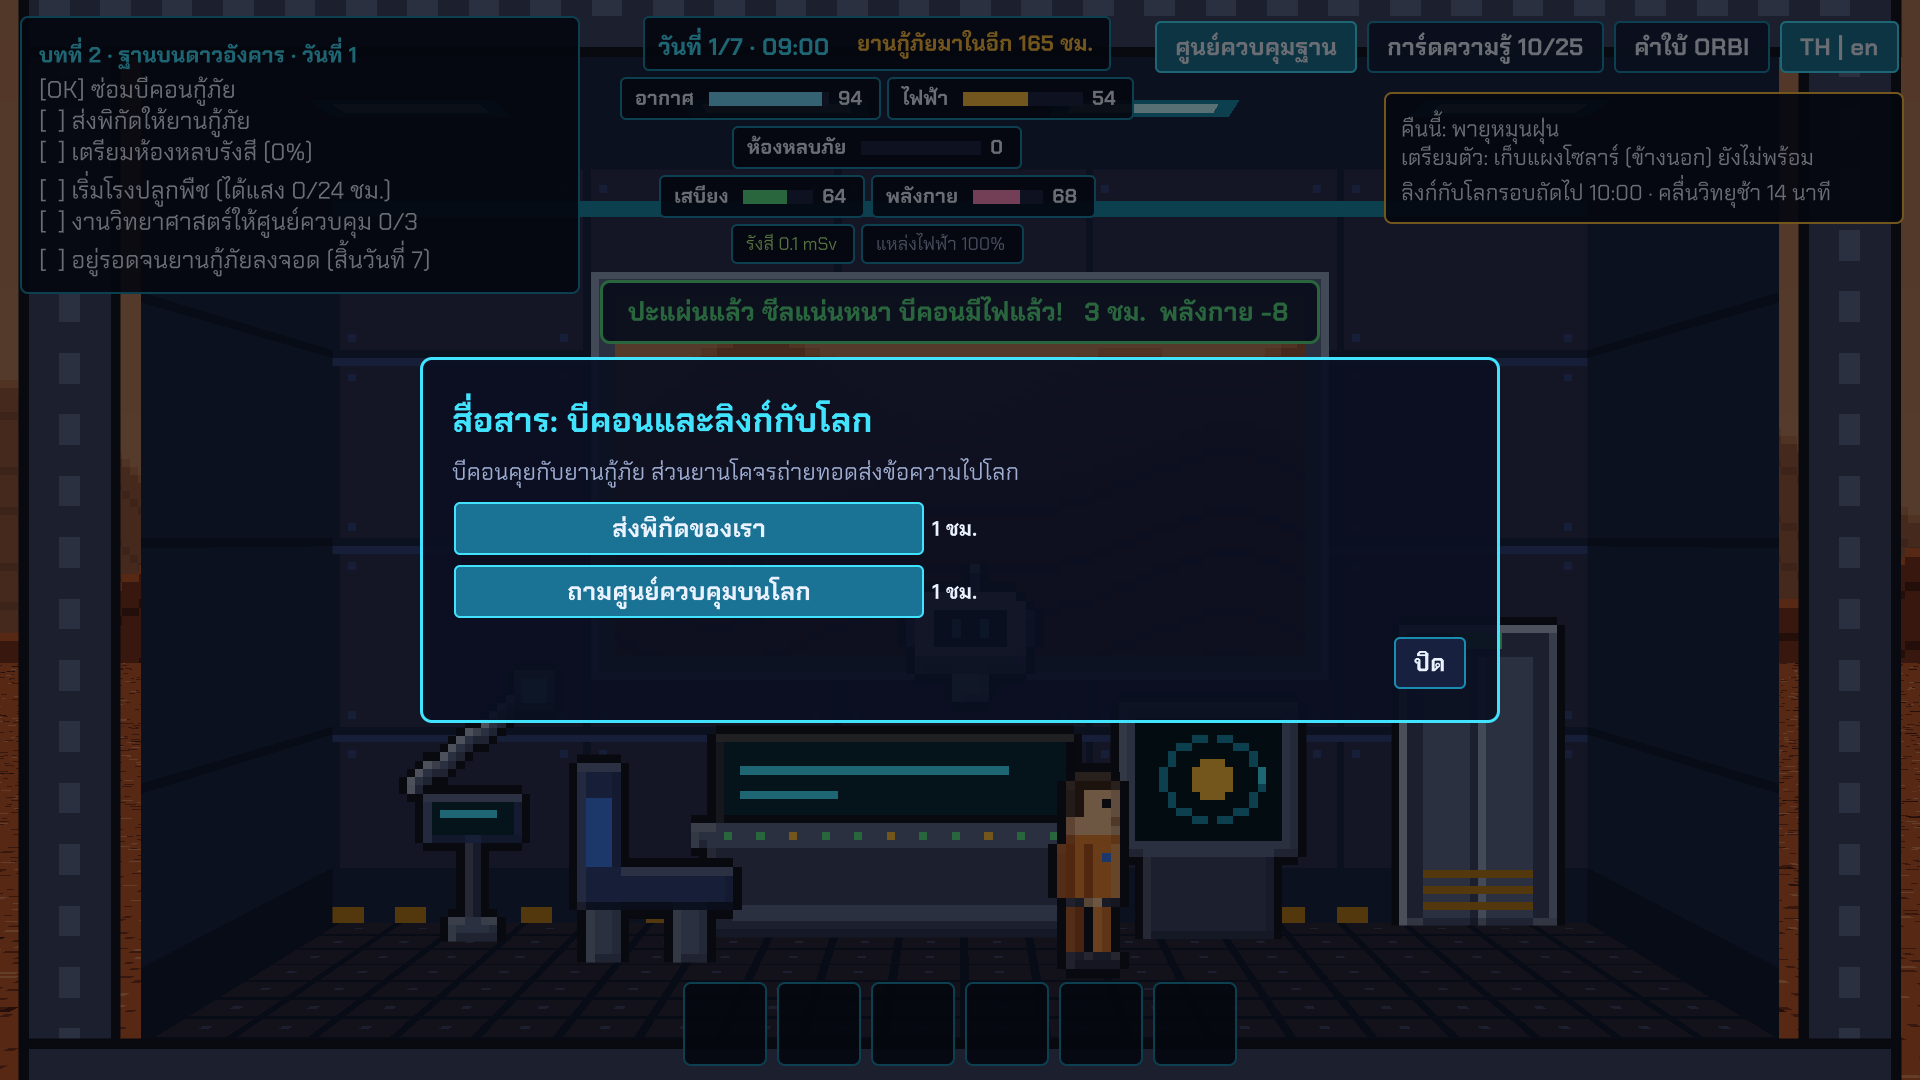 บทที่ 2 · ฐานบนดาวอังคาร · วันที่ 1
[OK] ซ่อมบีคอนกู้ภัย
[ ] ส่งพิกัดให้ยานกู้ภัย
[ ] เตรียมห้องหลบรังสี (0%)
[ ] เริ่มโรงปลูกพืช (ได้แสง 0/24 ชม.)
[ ] งานวิทยาศาสตร์ให้ศูนย์ควบคุม 0/3
[ ] อยู่รอดจนยานกู้ภัยลงจอด (สิ้นวันที่ 7)
วันที่ 1/7 · 09:00 ยานกู้ภัยมาในอีก 165 ชม.
อากาศ 94 ไฟฟ้า 54
ห้องหลบภัย 0
เสบียง 64 พลังกาย 68
รังสี 0.1 mSv แหล่งไฟฟ้า 100%
ศูนย์ควบคุมฐาน การ์ดความรู้ 10/25 คำใบ้ ORBI TH | en
คืนนี้: พายุหมุนฝุ่น
เตรียมตัว: เก็บแผงโซลาร์ (ข้างนอก) ยังไม่พร้อม
ลิงก์กับโลกรอบถัดไป 10:00 · คลื่นวิทยุช้า 14 นาที
ปะแผ่นแล้ว ซีลแน่นหนา บีคอนมีไฟแล้ว! 3 ชม. พลังกาย -8
สื่อสาร: บีคอนและลิงก์กับโลก
บีคอนคุยกับยานกู้ภัย ส่วนยานโคจรถ่ายทอดส่งข้อความไปโลก
ส่งพิกัดของเรา 1 ชม.
ถามศูนย์ควบคุมบนโลก 1 ชม.
ปิด